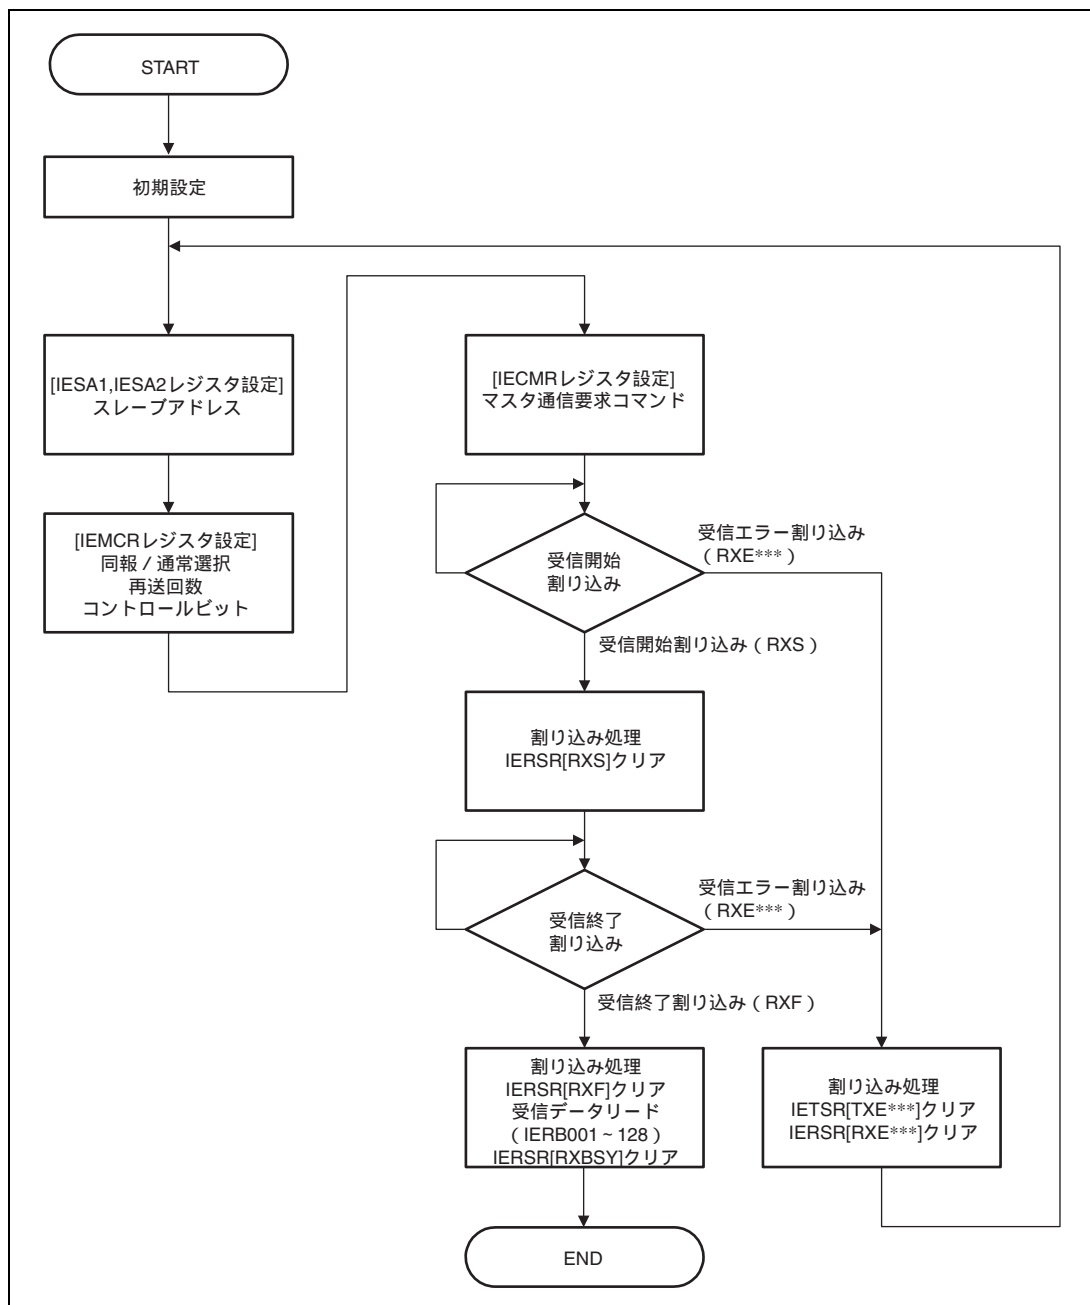 START
初期設定
[IESA1,IESA2レジスタ設定]
スレーブアドレス
[IEMCRレジスタ設定]
同報 / 通常選択
再送回数
コントロールビット
[IECMRレジスタ設定]
マスタ通信要求コマンド
受信開始
割り込み
受信エラー割り込み
( RXE*** )
受信開始割り込み ( RXS )
割り込み処理
IERSR[RXS]クリア
受信終了
割り込み
受信エラー割り込み
( RXE*** )
受信終了割り込み ( RXF )
割り込み処理
IERSR[RXF]クリア
受信データリード
( IERB001 ~ 128 )
IERSR[RXBSY]クリア
割り込み処理
IETSR[TXE***]クリア
IERSR[RXE***]クリア
END